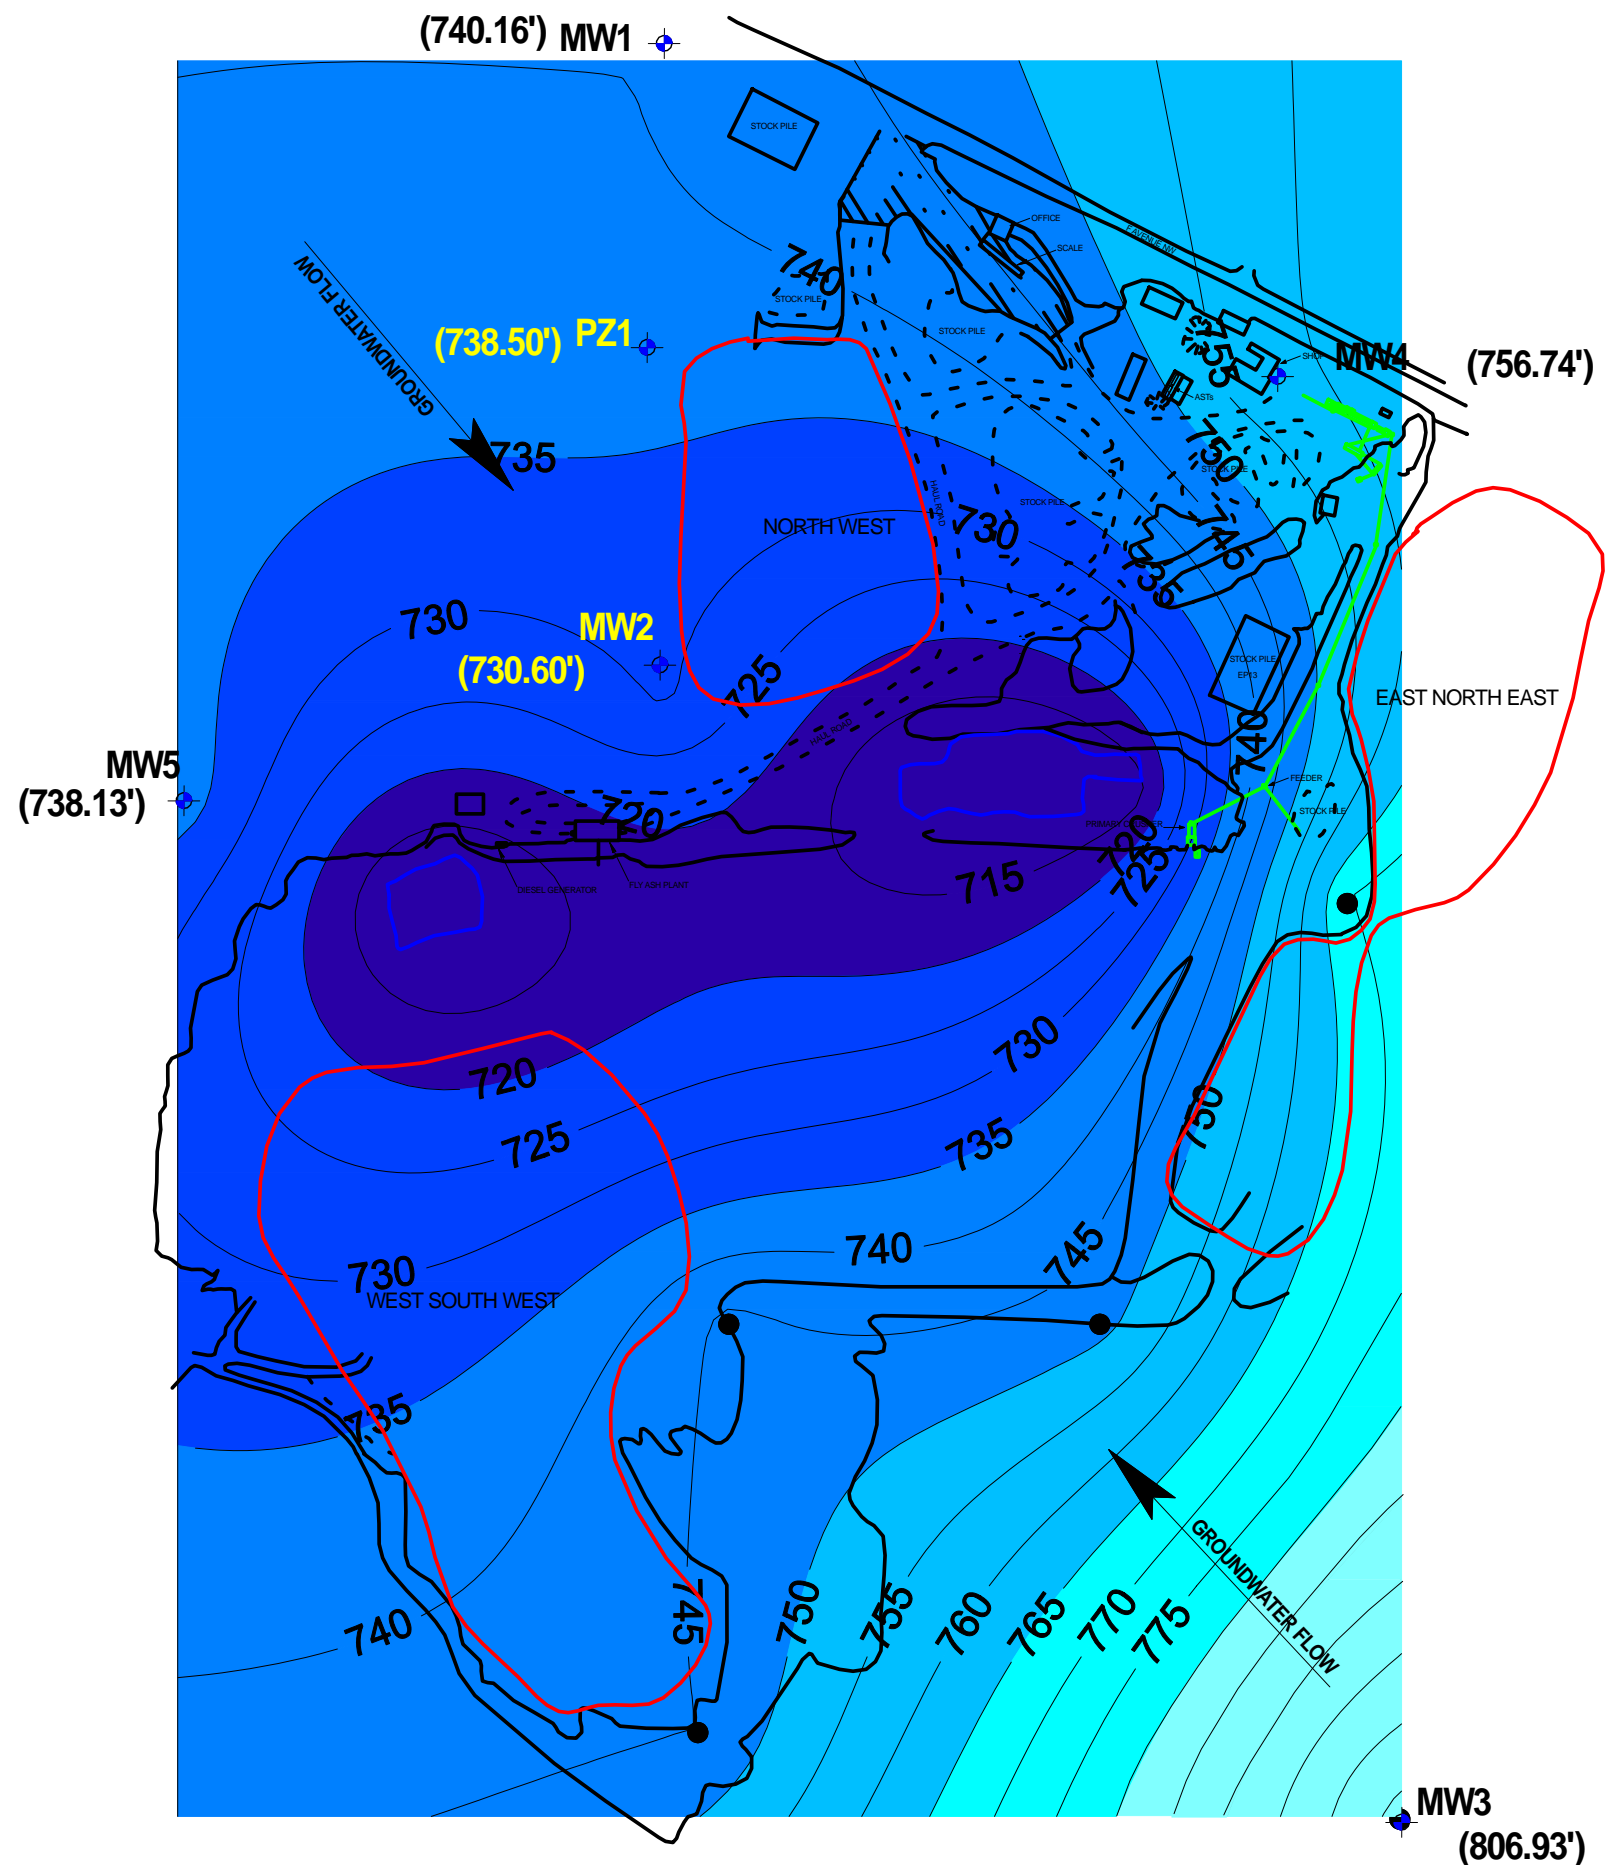 (740.16') MW1
STOCK PILE
OFFICE
SCALE
F AVENUE NW
GROUNDWATER FLOW
740
STOCK PILE
STOCK PILE
(738.50') PZ1
755
SHOP
MW4
(756.74')
ASTs
735
750
STOCK PILE
HAUL ROAD
STOCK PILE
NORTH WEST
730
745
735
730
MW2
(730.60')
725
STOCK PILE
EP13
EAST NORTH EAST
HAUL ROAD
740
MW5
(738.13')
FEEDER
STOCK PILE
720
PRIMARY CRUSHER
720
725
715
DIESEL GENERATOR
FLY ASH PLANT
730
720
750
725
735
740
745
730
WEST SOUTH WEST
735
GROUNDWATER FLOW
740
745
750
755
760
765
770
775
MW3
(806.93')